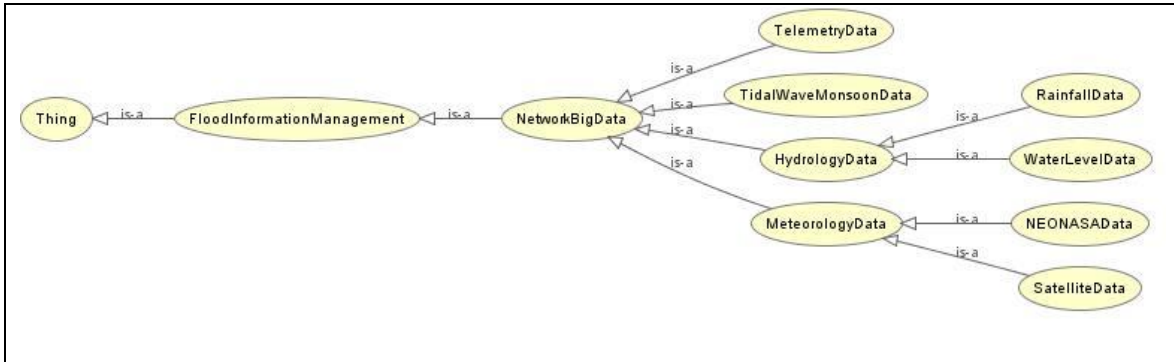 TelemetryData
is-a
TidalWaveMonsoonData
is-a
RainfallData
is-a
Thing
is-a
FloodInformationManagement
is-a
NetworkBigData
is-a
HydrologyData
is-a
WaterLevelData
is-a
MeteorologyData
is-a
NEONASAData
is-a
SatelliteData